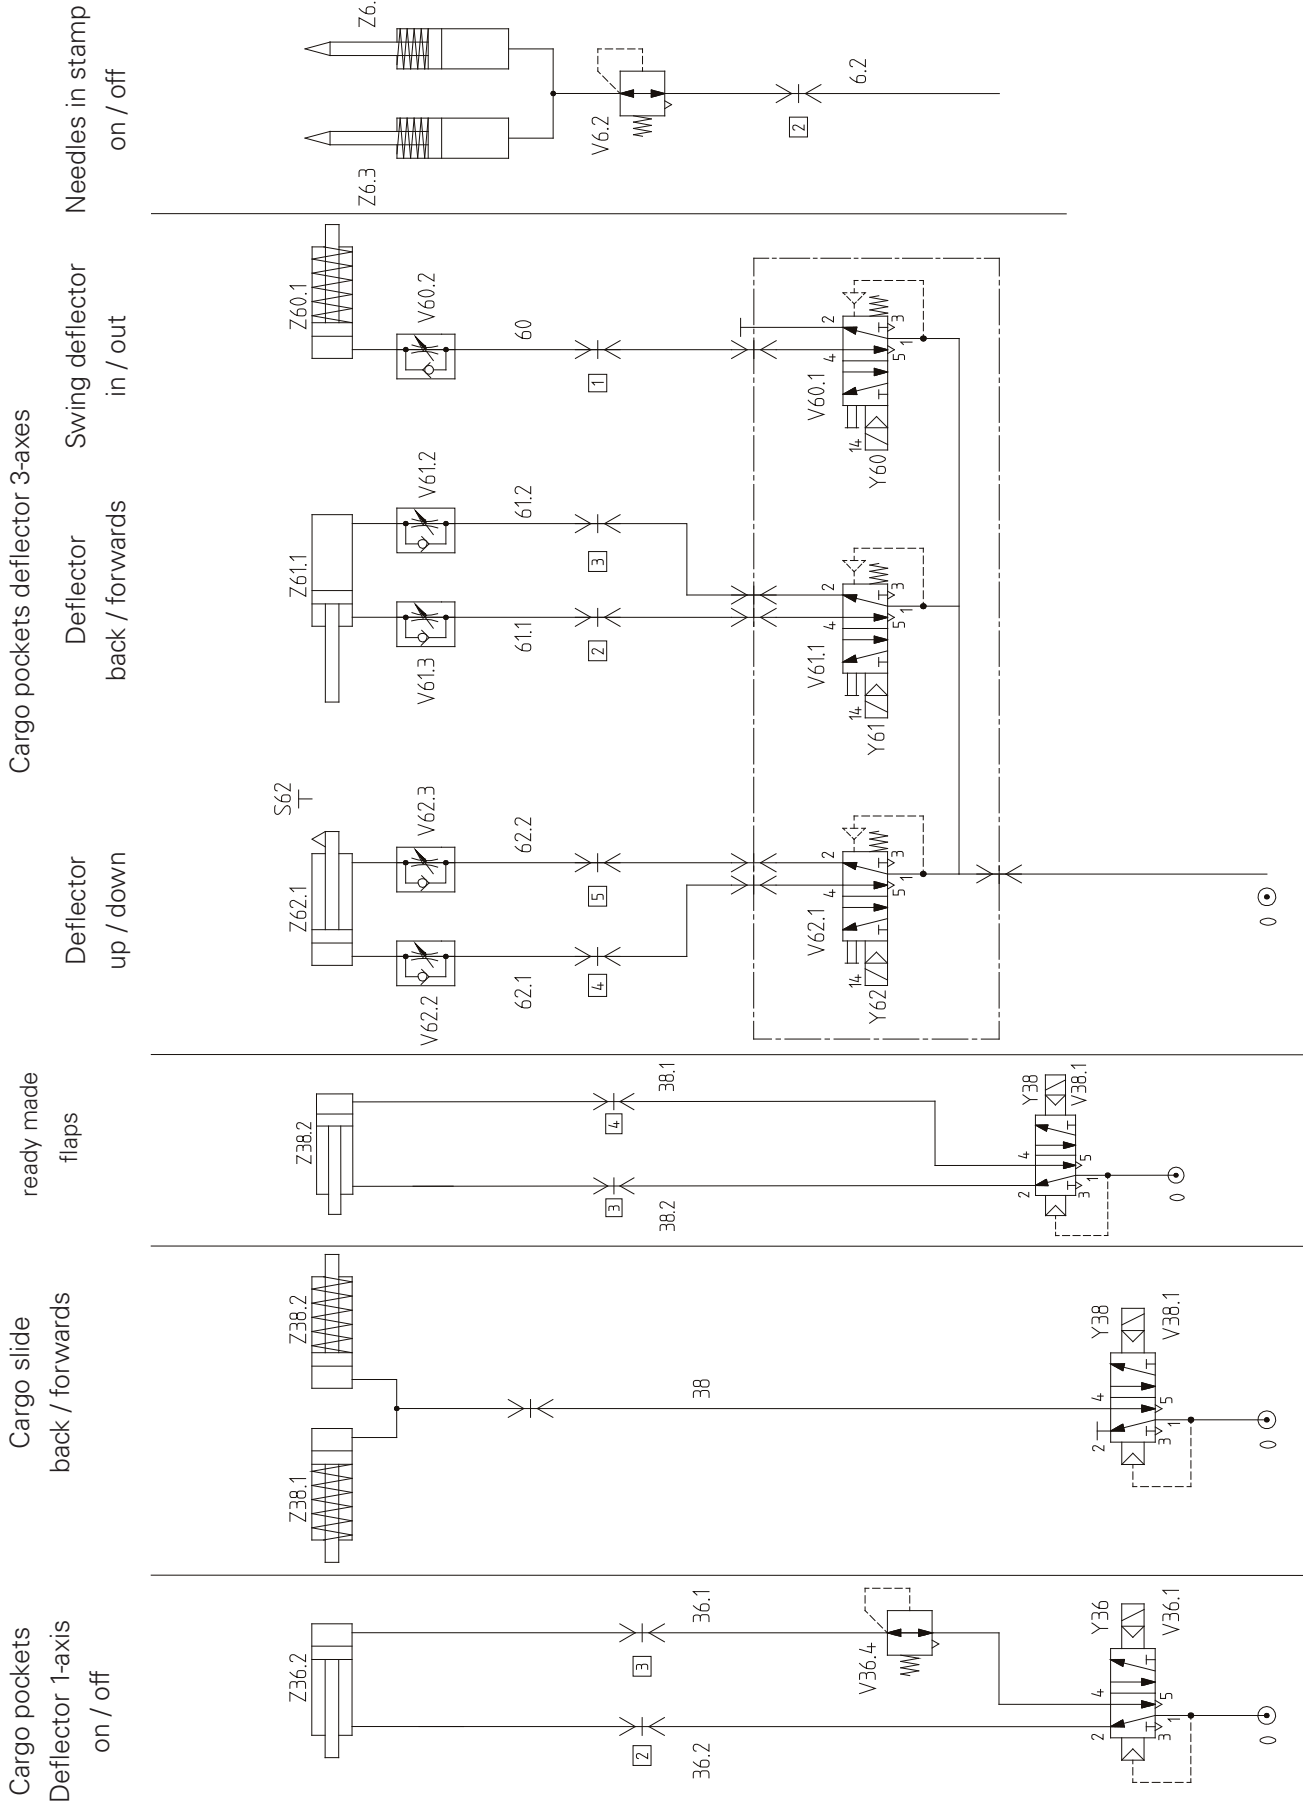 Cargo pockets
Deflector 1-axis
on / off
Z36.2
2
3
36.2
36.1
V36.4
Y36
V36.1
2
4
3
1
5
0
Cargo slide
back / forwards
Z38.1
Z38.2
38
Y38
V38.1
2
4
3
1
5
0
ready made
flaps
Z38.2
3
4
38.2
38.1
Y38
V38.1
2
4
3
1
5
0
Cargo pockets deflector 3-axes
Deflector
up / down
S62
Z62.1
V62.2
V62.3
62.1
62.2
4
5
V62.1
Y62
14
4
2
5
1
3
0
Deflector
back / forwards
Z61.1
V61.3
V61.2
61.1
61.2
2
3
V61.1
Y61
14
4
2
5
1
3
Swing deflector
in / out
Z60.1
V60.2
60
1
V60.1
Y60
14
4
2
5
1
3
Needles in stamp
on / off
Z6.3
Z6.
V6.2
2
6.2